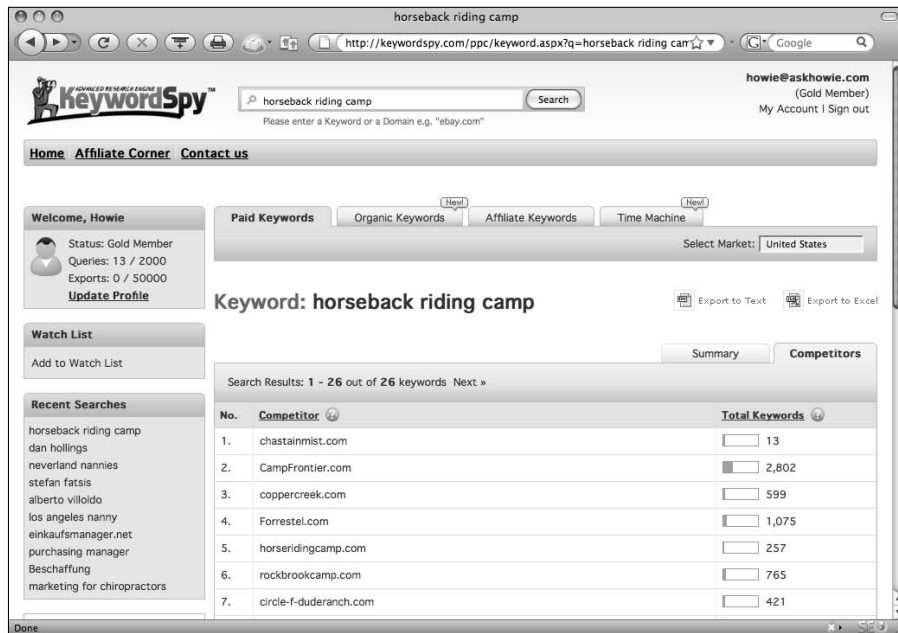 horseback riding camp
http://keywordspy.com/ppc/keyword.aspx?q=horseback riding cam
Google
ADVANCED RESEARCH ENGINE
KeywordSpy™
horseback riding camp
Search
Please enter a Keyword or a Domain e.g. "ebay.com"
howie@askhowie.com
(Gold Member)
My Account | Sign out
Home Affiliate Corner Contact us
Welcome, Howie
Status: Gold Member
Queries: 13 / 2000
Exports: 0 / 50000
Update Profile
Watch List
Add to Watch List
Recent Searches
horseback riding camp
dan hollings
neverland nannies
stefan fatsis
alberto villoldo
los angeles nanny
einkaufsmanager.net
purchasing manager
Beschaffung
marketing for chiropractors
New! New!
Paid Keywords Organic Keywords Affiliate Keywords Time Machine
Select Market: United States
Keyword: horseback riding camp
Export to Text Export to Excel
Summary Competitors
Search Results: 1 - 26 out of 26 keywords Next »
No. Competitor Total Keywords
1. chastainmist.com 13
2. CampFrontier.com 2,802
3. coppercreek.com 599
4. Forrestel.com 1,075
5. horseridingcamp.com 257
6. rockbrookcamp.com 765
7. circle-f-duderanch.com 421
Done